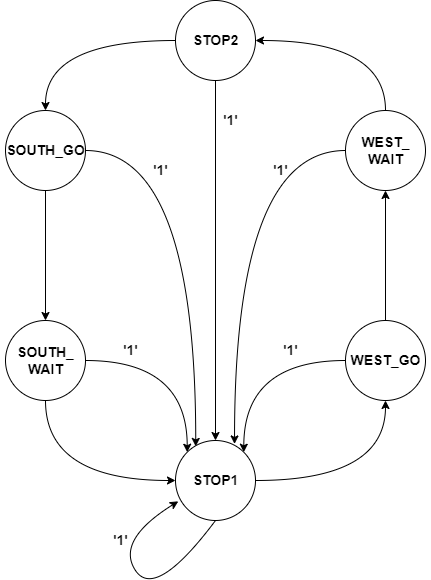 STOP2
'1'
SOUTH_GO
'1'
'1'
WEST_
WAIT
SOUTH_
WAIT
'1'
'1'
WEST_GO
STOP1
'1'